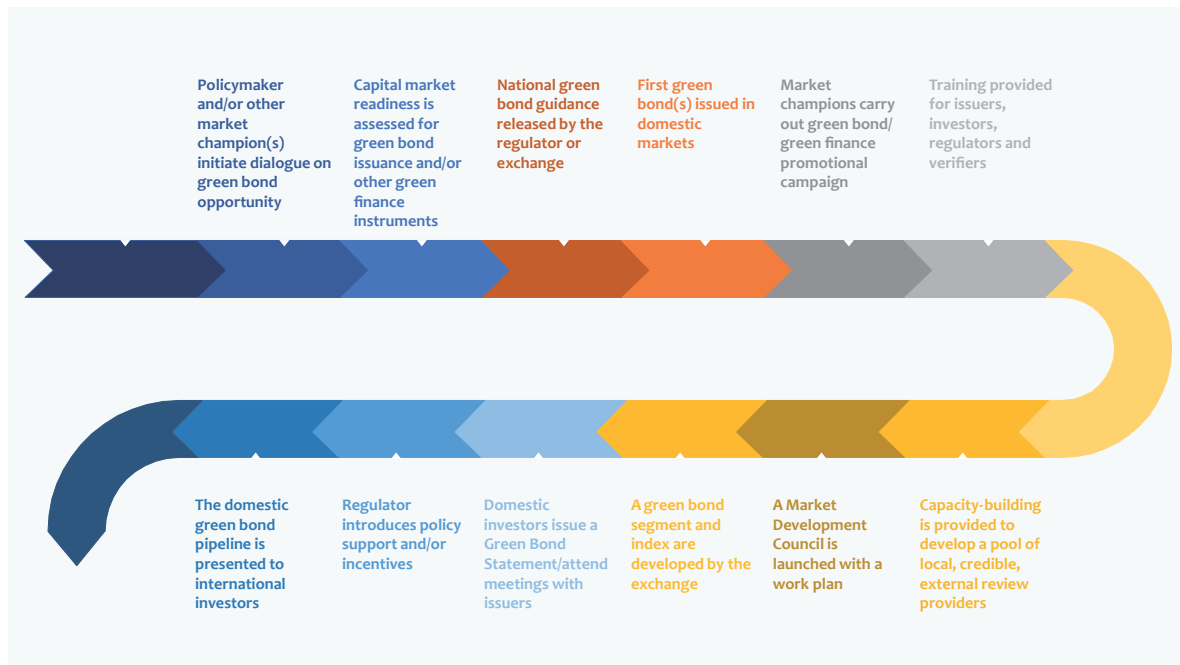 Policymaker
and/or other
market
champion(s)
initiate dialogue on
green bond
opportunity
Capital market
readiness is
assessed for
green bond
issuance and/or
other green
finance
instruments
National green
bond guidance
released by the
regulator or
exchange
First green
bond(s) issued in
domestic
markets
Market
champions carry
out green bond/
green finance
promotional
campaign
Training provided
for issuers,
investors,
regulators and
verifiers
The domestic
green bond
pipeline is
presented to
international
investors
Regulator
introduces policy
support and/or
incentives
Domestic
investors issue a
Green Bond
Statement/attend
meetings with
issuers
A green bond
segment and
index are
developed by the
exchange
A Market
Development
Council is
launched with a
work plan
Capacity-building
is provided to
develop a pool of
local, credible,
external review
providers